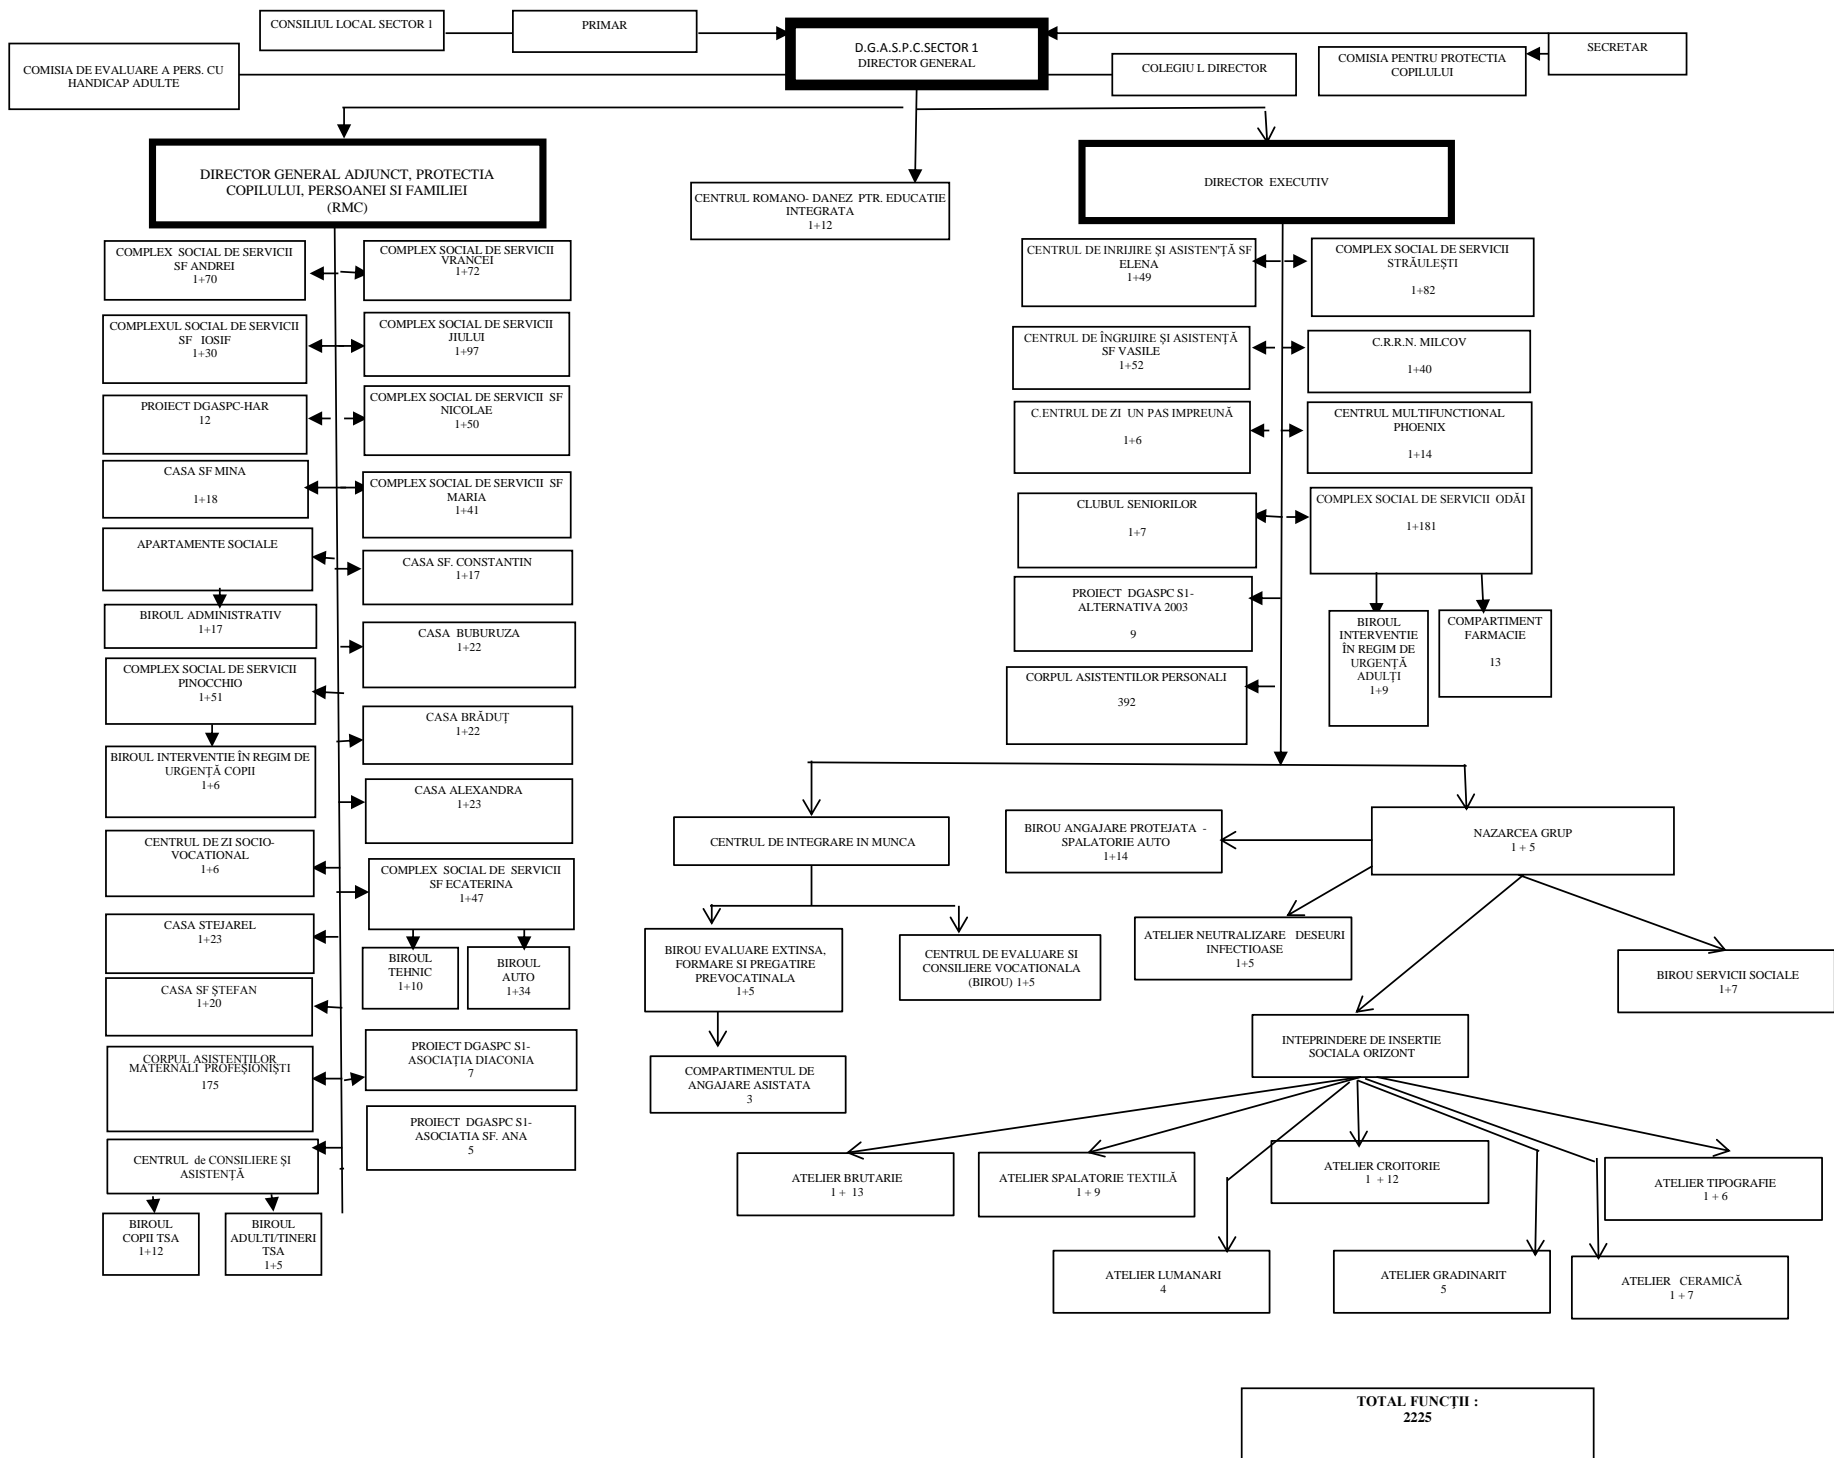 CONSILIUL LOCAL SECTOR 1
PRIMAR
D.G.A.S.P.C.SECTOR 1
DIRECTOR GENERAL
SECRETAR
COMISIA DE EVALUARE A PERS. CU
HANDICAP ADULTE
COLEGIU L DIRECTOR
COMISIA PENTRU PROTECTIA
COPILULUI
DIRECTOR GENERAL ADJUNCT, PROTECTIA
COPILULUI, PERSOANEI SI FAMILIEI
(RMC)
CENTRUL ROMANO- DANEZ PTR. EDUCATIE
INTEGRATA
1+12
DIRECTOR EXECUTIV
COMPLEX SOCIAL DE SERVICII
SF ANDREI
1+70
COMPLEX SOCIAL DE SERVICII
VRANCEI
1+72
COMPLEXUL SOCIAL DE SERVICII
SF IOSIF
1+30
COMPLEX SOCIAL DE SERVICII
JIULUI
1+97
PROIECT DGASPC-HAR
12
COMPLEX SOCIAL DE SERVICII SF
NICOLAE
1+50
CASA SF MINA
1+18
COMPLEX SOCIAL DE SERVICII SF
MARIA
1+41
APARTAMENTE SOCIALE
CASA SF. CONSTANTIN
1+17
BIROUL ADMINISTRATIV
1+17
CASA BUBURUZA
1+22
COMPLEX SOCIAL DE SERVICII
PINOCCHIO
1+51
CASA BRĂDUȚ
1+22
BIROUL INTERVENTIE ÎN REGIM DE
URGENȚĂ COPII
1+6
CASA ALEXANDRA
1+23
CENTRUL DE ZI SOCIO-
VOCATIONAL
1+6
COMPLEX SOCIAL DE SERVICII
SF ECATERINA
1+47
CASA STEJAREL
1+23
BIROUL
TEHNIC
1+10
BIROUL
AUTO
1+34
CASA SF ȘTEFAN
1+20
CORPUL ASISTENȚILOR
MATERNALI PROFESIONIȘTI
175
PROIECT DGASPC S1-
ASOCIAȚIA DIACONIA
7
PROIECT DGASPC S1-
ASOCIATIA SF. ANA
5
CENTRUL de CONSILIERE ȘI
ASISTENȚĂ
BIROUL
COPII TSA
1+12
BIROUL
ADULTI/TINERI
TSA
1+5
CENTRUL DE INRIJIRE ȘI ASISTEN'ȚĂ SF
ELENA
1+49
COMPLEX SOCIAL DE SERVICII
STRĂULEȘTI
1+82
CENTRUL DE ÎNGRIJIRE ȘI ASISTENȚĂ
SF VASILE
1+52
C.R.R.N. MILCOV
1+40
C.ENTRUL DE ZI UN PAS IMPREUNĂ
1+6
CENTRUL MULTIFUNCTIONAL
PHOENIX
1+14
CLUBUL SENIORILOR
1+7
COMPLEX SOCIAL DE SERVICII ODĂI
1+181
PROIECT DGASPC S1-
ALTERNATIVA 2003
9
BIROUL
INTERVENTIE
ÎN REGIM DE
URGENȚĂ
ADULȚI
1+9
COMPARTIMENT
FARMACIE
13
CORPUL ASISTENTILOR PERSONALI
392
CENTRUL DE INTEGRARE IN MUNCA
BIROU ANGAJARE PROTEJATA -
SPALATORIE AUTO
1+14
NAZARCEA GRUP
1 + 5
BIROU EVALUARE EXTINSA,
FORMARE SI PREGATIRE
PREVOCATINALA
1+5
CENTRUL DE EVALUARE SI
CONSILIERE VOCATIONALA
(BIROU) 1+5
ATELIER NEUTRALIZARE DESEURI
INFECTIOASE
1+5
BIROU SERVICII SOCIALE
1+7
COMPARTIMENTUL DE
ANGAJARE ASISTATA
3
INTEPRINDERE DE INSERTIE
SOCIALA ORIZONT
ATELIER BRUTARIE
1 + 13
ATELIER SPALATORIE TEXTILĂ
1 + 9
ATELIER CROITORIE
1 + 12
ATELIER TIPOGRAFIE
1 + 6
ATELIER LUMANARI
4
ATELIER GRADINARIT
5
ATELIER CERAMICĂ
1 + 7
TOTAL FUNCȚII :
2225